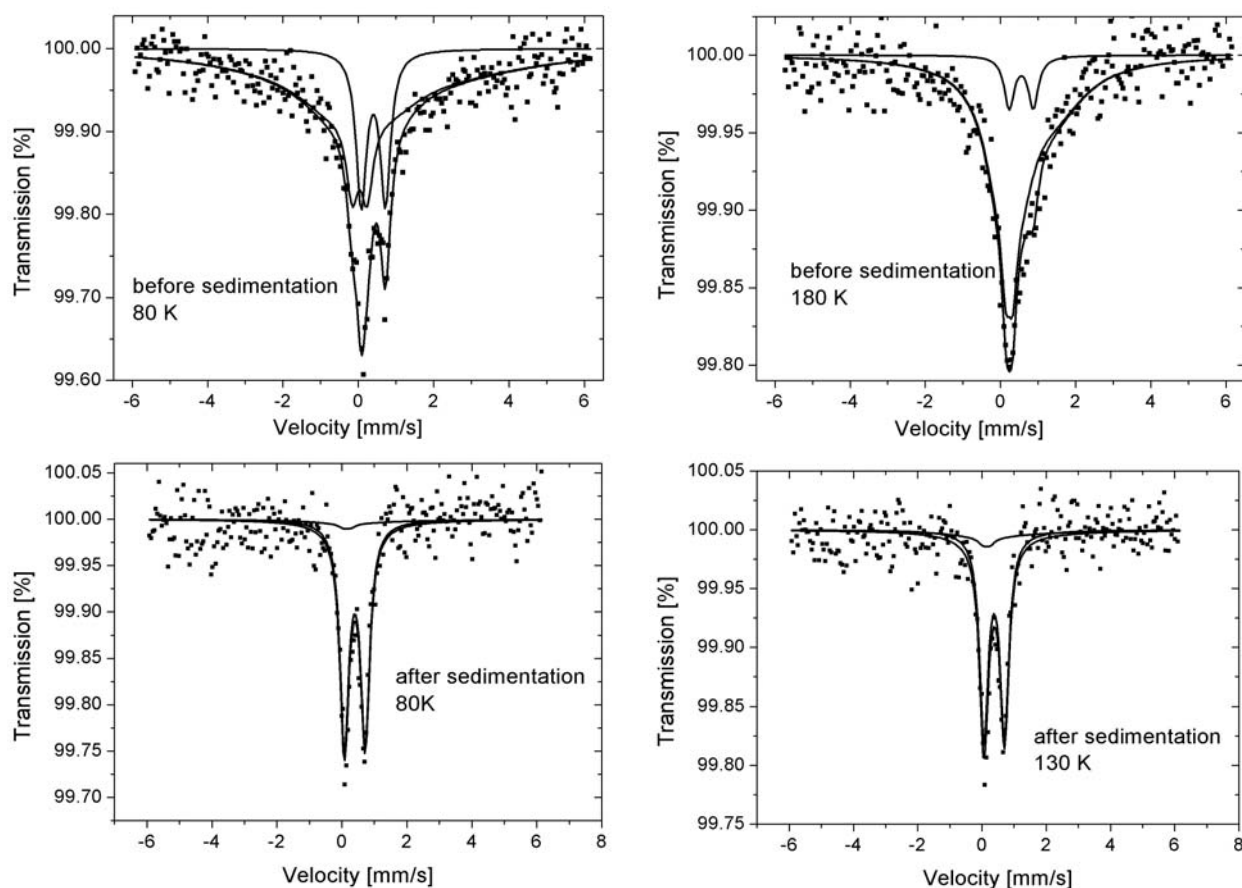 100.00
99.90
99.80
99.70
99.60
Transmission [%]
before sedimentation
80 K
-6 -4 -2 0 2 4 6
Velocity [mm/s]
100.00
99.95
99.90
99.85
99.80
Transmission [%]
before sedimentation
180 K
-6 -4 -2 0 2 4 6
Velocity [mm/s]
100.05
100.00
99.95
99.90
99.85
99.80
99.75
99.70
Transmission [%]
after sedimentation
80K
-6 -4 -2 0 2 4 6 8
Velocity [mm/s]
100.05
100.00
99.95
99.90
99.85
99.80
99.75
Transmission [%]
after sedimentation
130 K
-6 -4 -2 0 2 4 6 8
Velocity [mm/s]